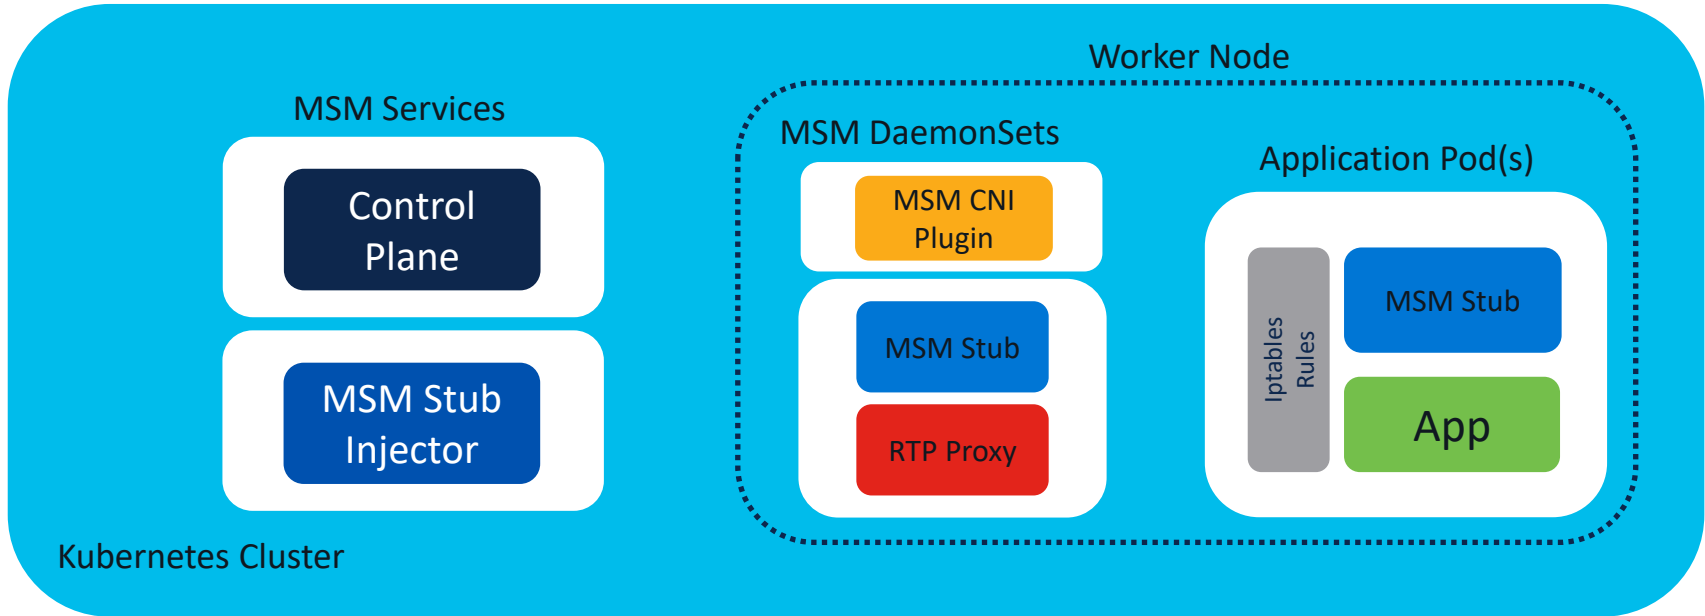 Worker Node
MSM Services
MSM DaemonSets
Application Pod(s)
Control
Plane
MSM Stub
Injector
MSM CNI
Plugin
MSM Stub
RTP Proxy
Iptables
Rules
MSM Stub
App
Kubernetes Cluster